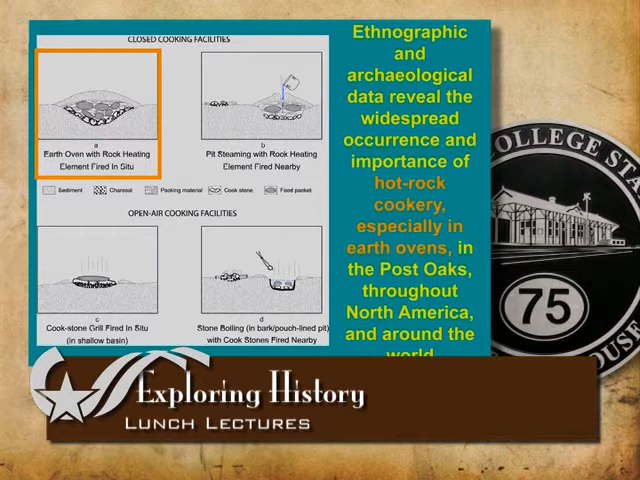 CLOSED COOKING FACILITIES
a
Earth Oven with Rock Heating
Element Fired In Situ
b
Pit Steaming with Rock Heating
Element Fired Nearby
Sediment
Charcoal
Packing material
Cook stone
Food packet
OPEN-AIR COOKING FACILITIES
c
Cook-stone Grill Fired In Situ
(in shallow basin)
d
Stone Boiling (in bark/pouch-lined pit)
with Cook Stones Fired Nearby
Ethnographic
and
archaeological
data reveal the
widespread
occurrence and
importance of
hot-rock
cookery,
especially in
earth ovens, in
the Post Oaks,
throughout
North America,
and around the
world
COLLEGE STA
75
HOUSE
Exploring History
LUNCH LECTURES